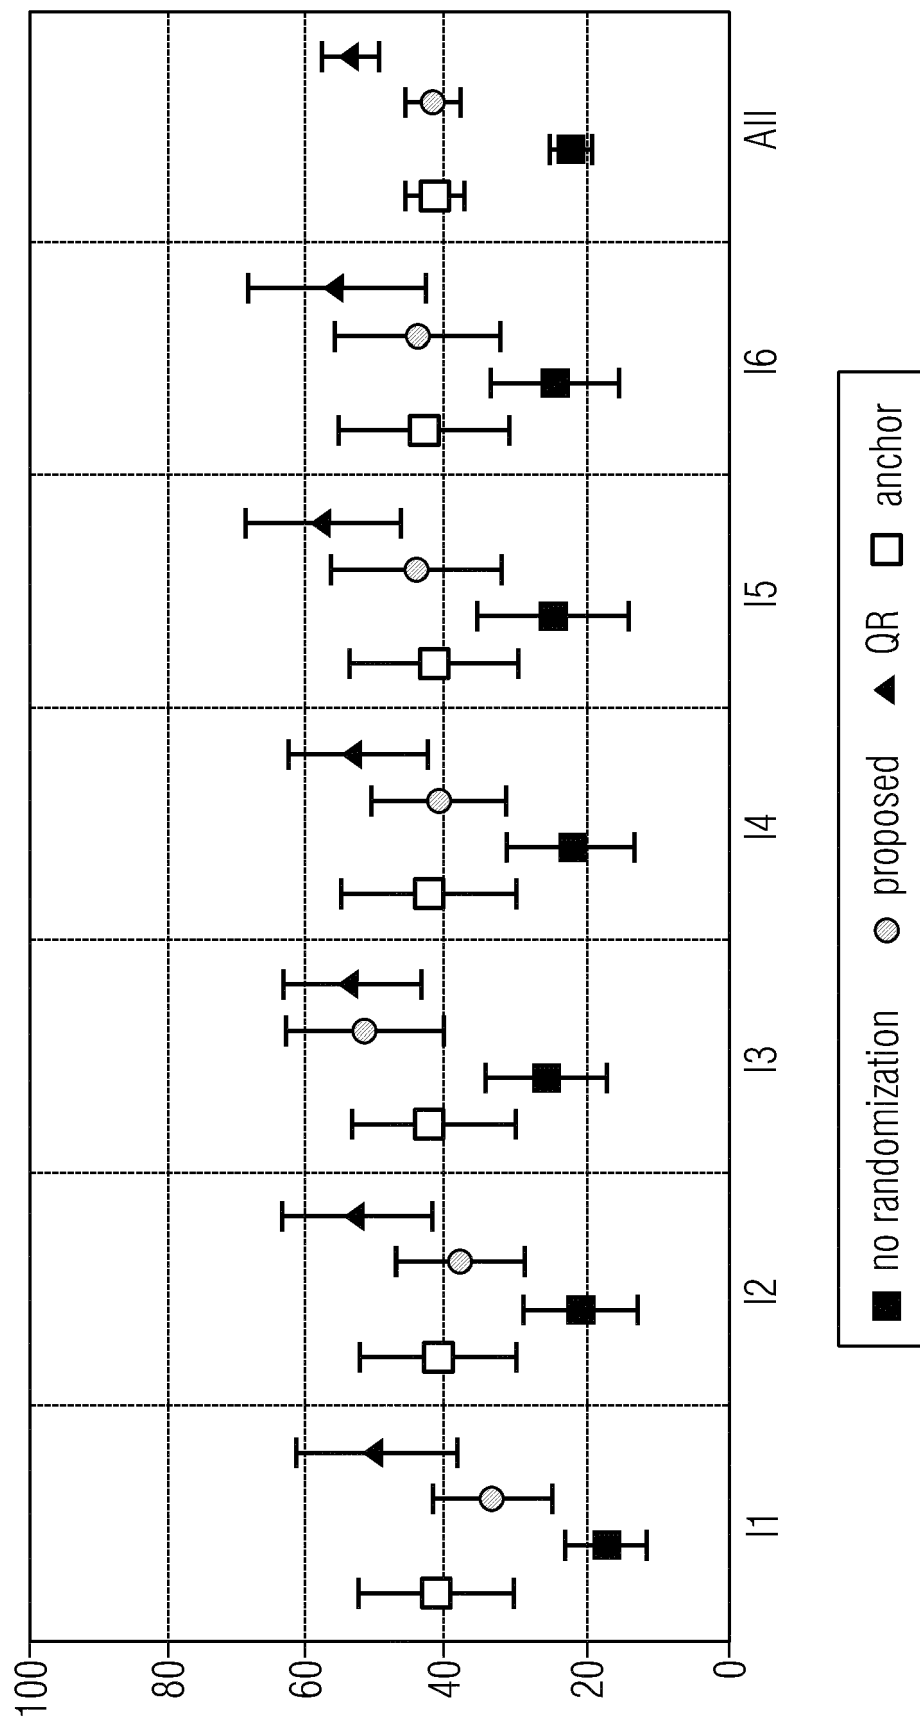 100
80
60
40
20
0
I1
I2
I3
I4
I5
I6
All
no randomization
proposed
QR
anchor